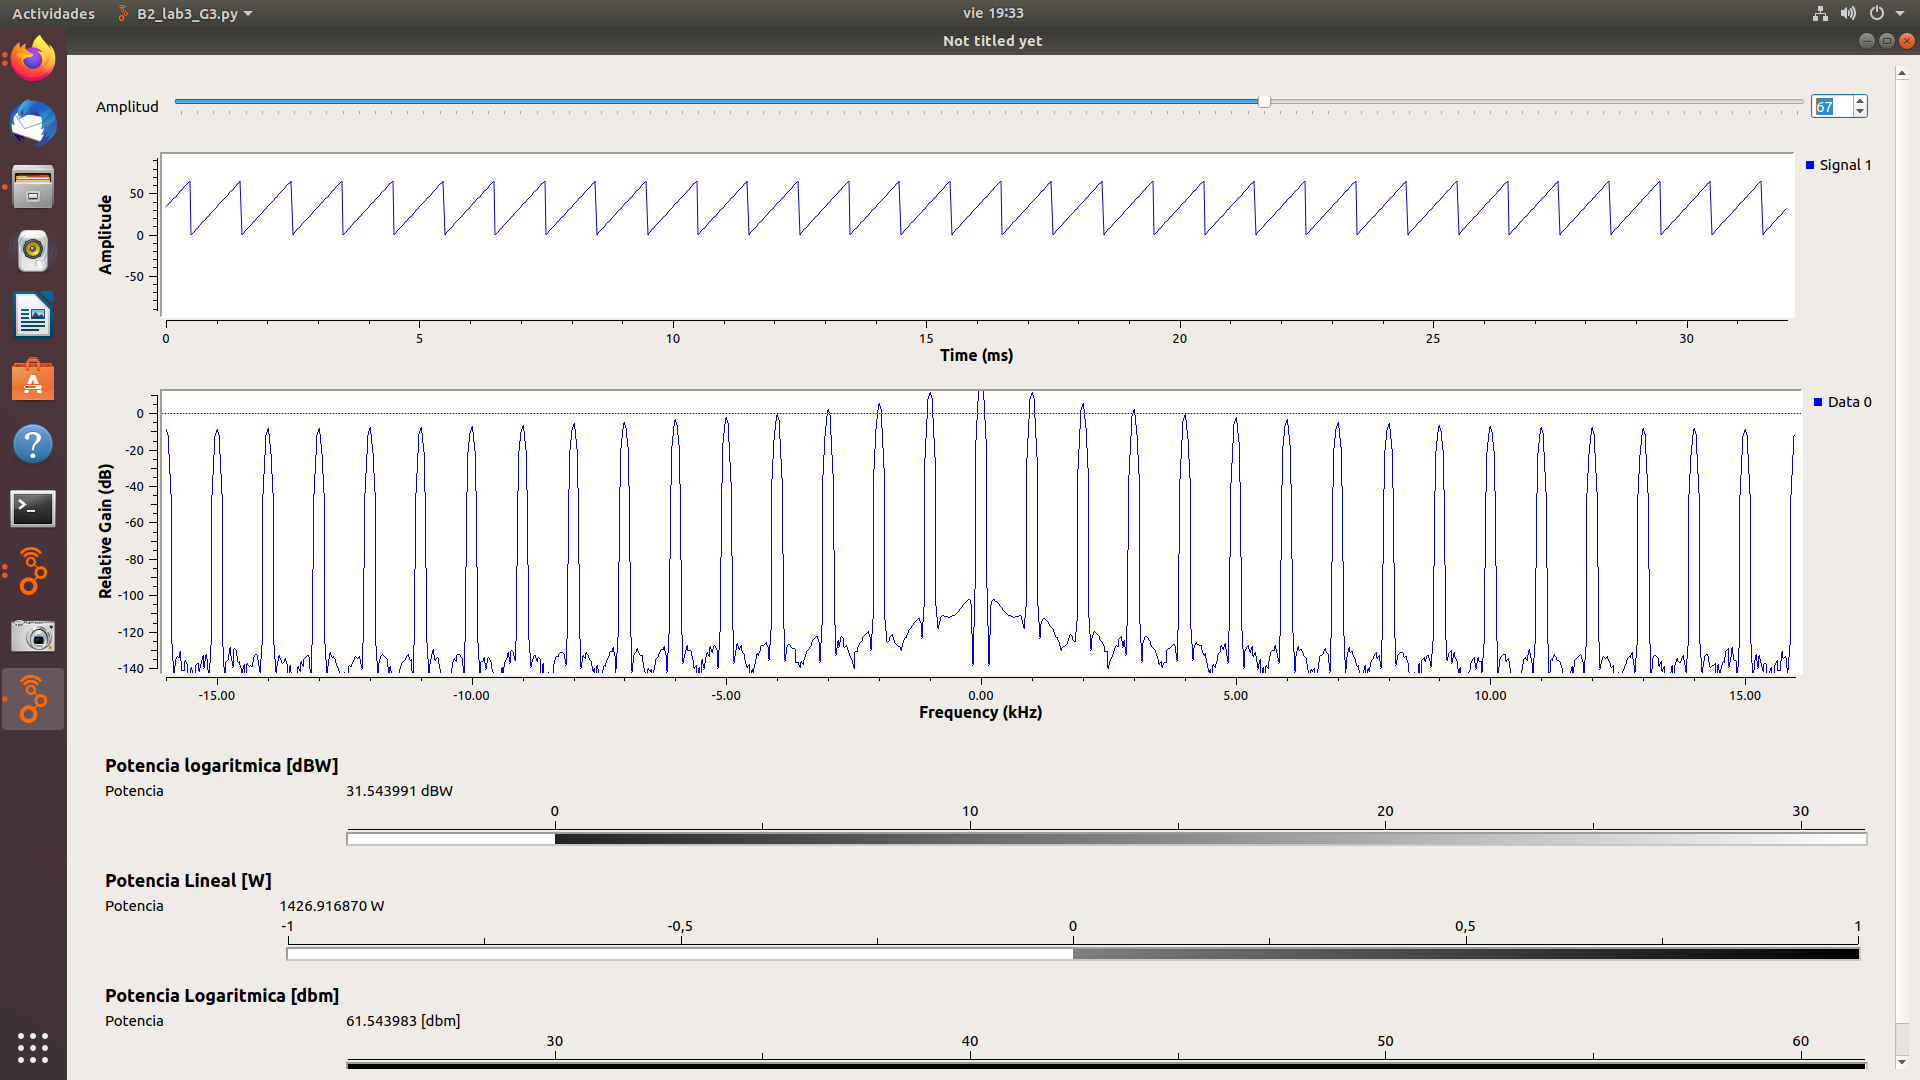 Actividades B2_lab3_G3.py vie 19:33
Not titled yet
Amplitud 67
Signal 1
Amplitude
50
0
-50
0 5 10 15 20 25 30
Time (ms)
Data 0
Relative Gain (dB)
0
-20
-40
-60
-80
-100
-120
-140
-15.00 -10.00 -5.00 0.00 5.00 10.00 15.00
Frequency (kHz)
Potencia logaritmica [dBW]
Potencia 31.543991 dBW
0 10 20 30
Potencia Lineal [W]
Potencia 1426.916870 W
-1 -0,5 0 0,5 1
Potencia Logaritmica [dbm]
Potencia 61.543983 [dbm]
30 40 50 60